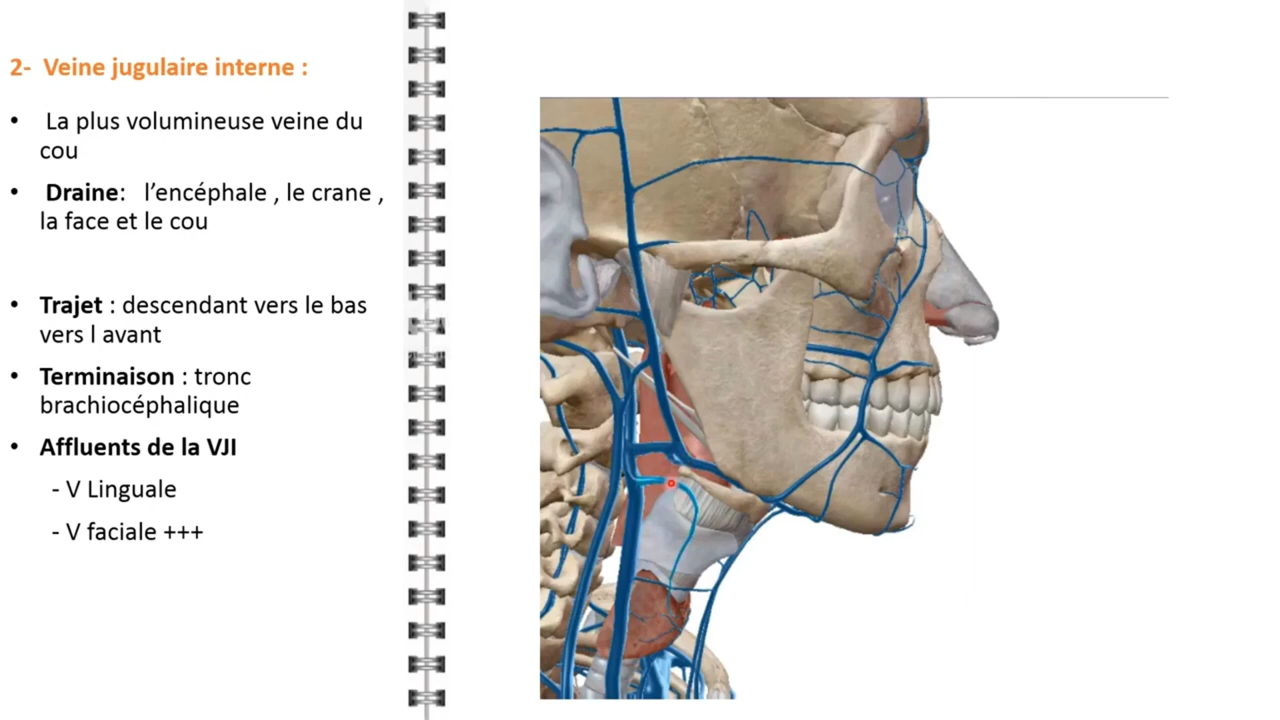 2- Veine jugulaire interne :
• La plus volumineuse veine du
cou
• Draine: l’encéphale , le crane ,
la face et le cou
• Trajet : descendant vers le bas
vers l avant
• Terminaison : tronc
brachiocéphalique
• Affluents de la VJI
- V Linguale
- V faciale +++